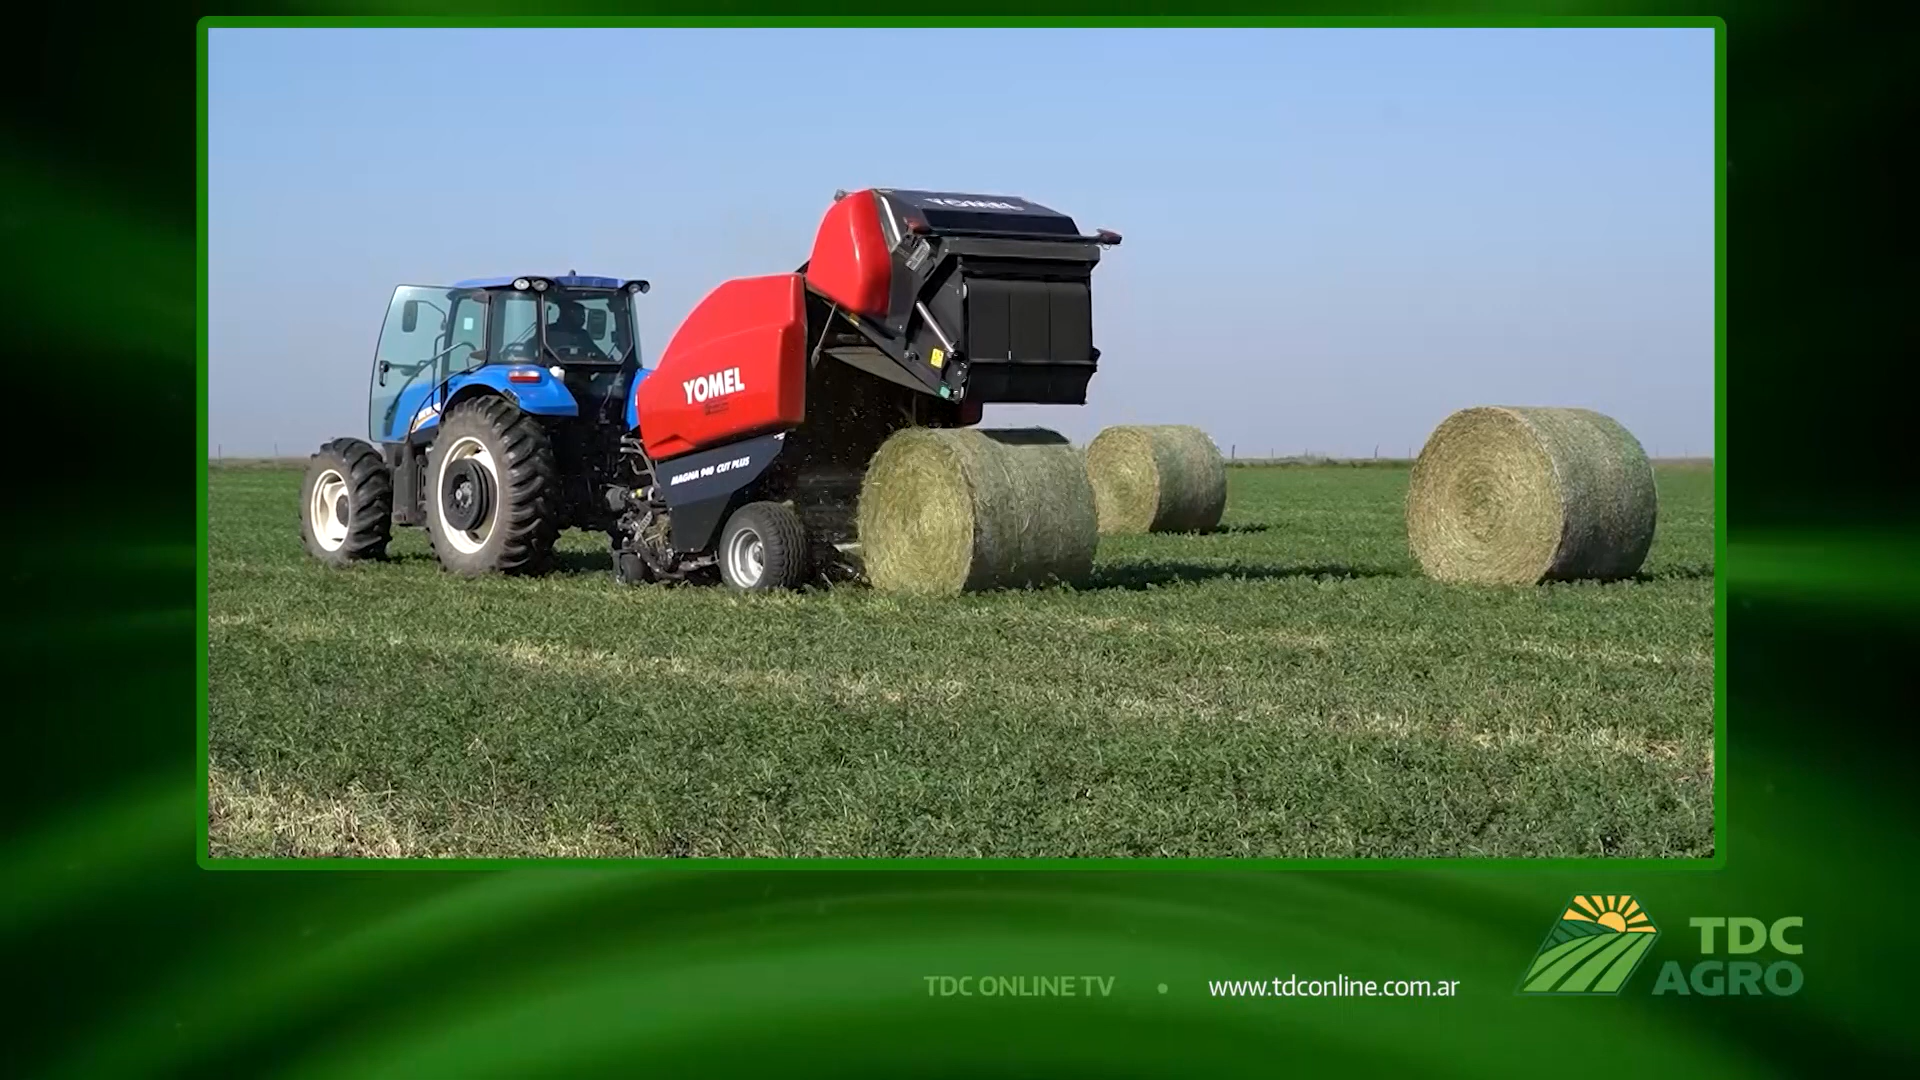 YOMEL
YOMEL
MAGNA 940 CUT PLUS
TDC ONLINE TV • www.tdconline.com.ar
TDC
AGRO